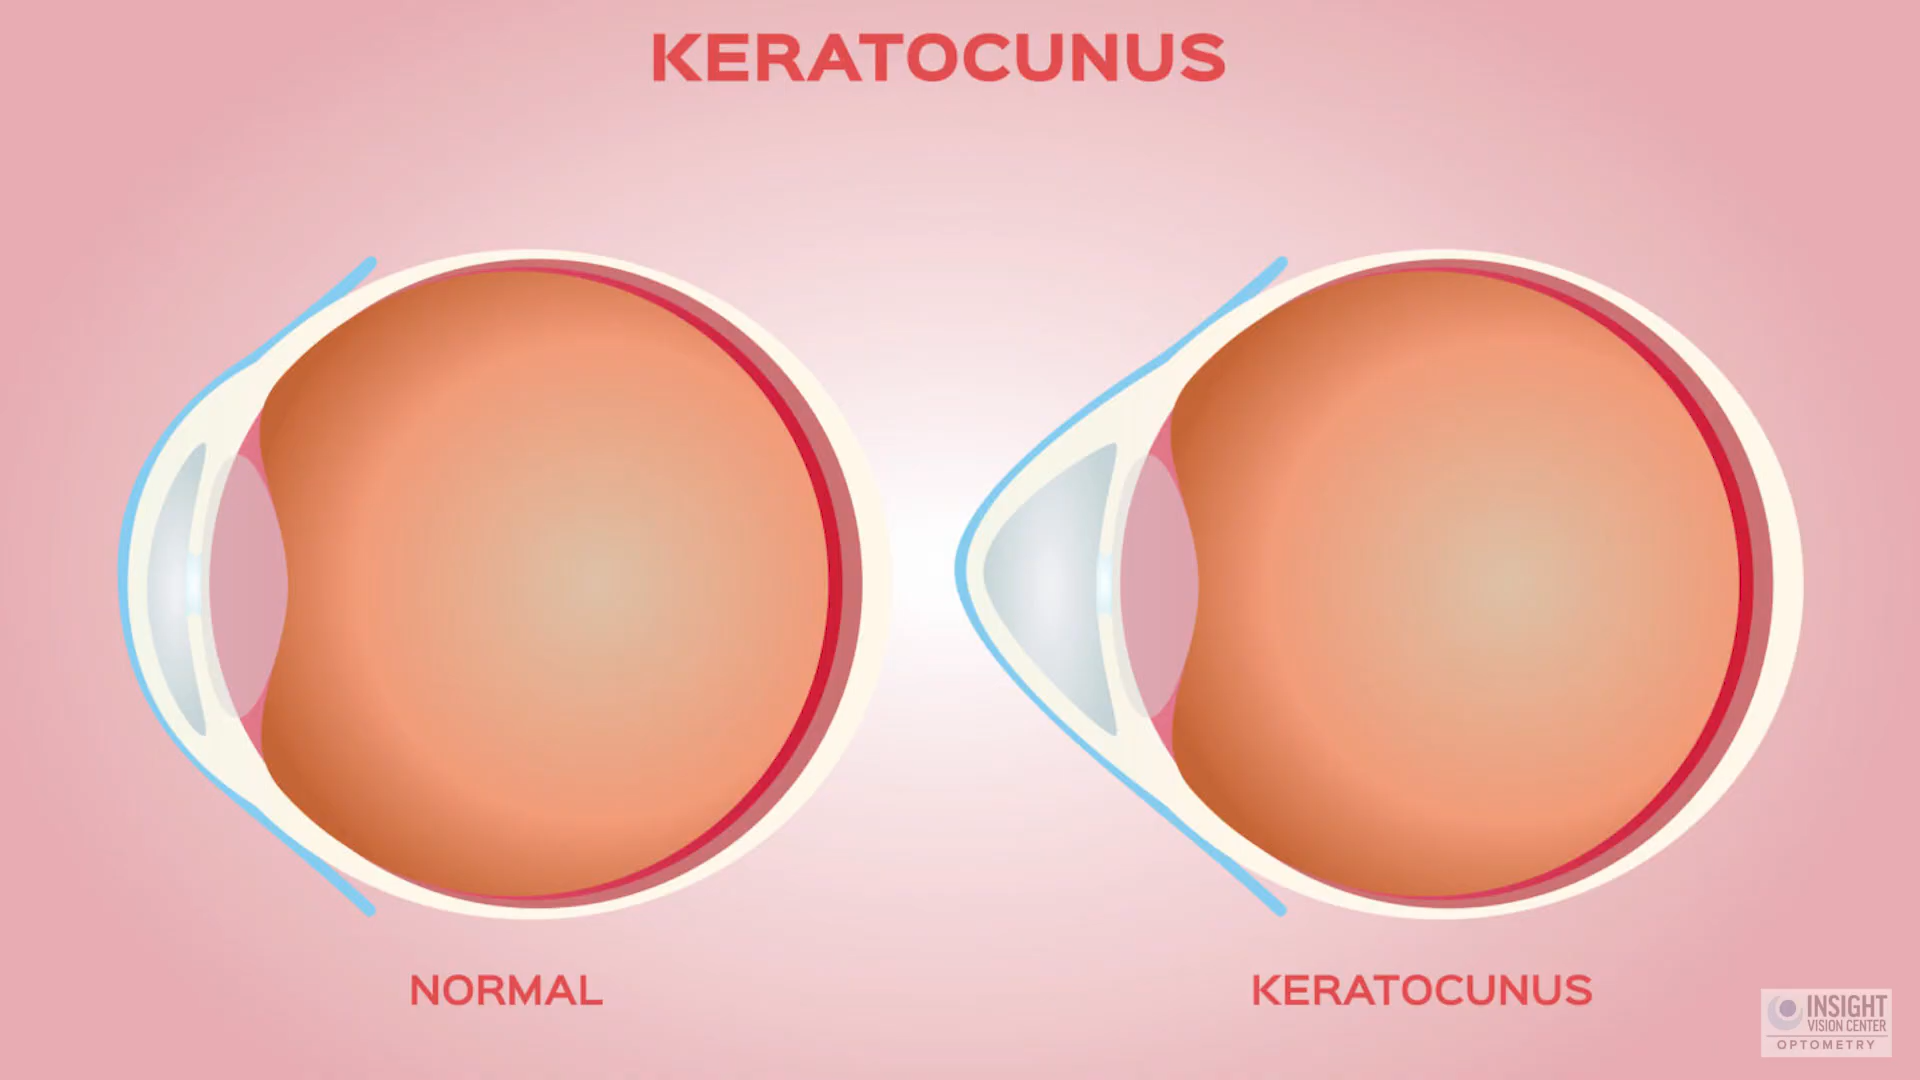 KERATOCUNUS
NORMAL
KERATOCUNUS
INSIGHT
VISION CENTER
OPTOMETRY